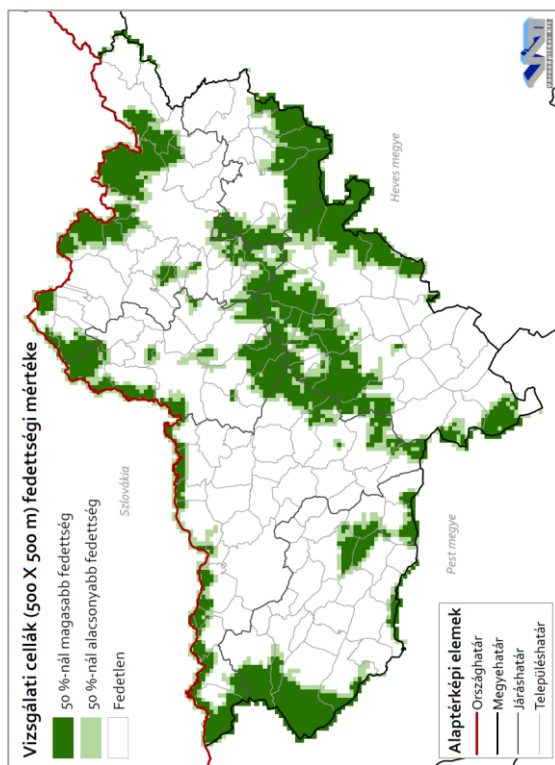 Vizsgálati cellák (500 X 500 m) fedettségi mértéke
50 %-nál magasabb fedettség
50 %-nál alacsonyabb fedettség
Fedetlen
Szlovákia
Heves megye
Pest megye
Alaptérképi elemek
Országhatár
Megyehatár
Járáshatár
Településhatár